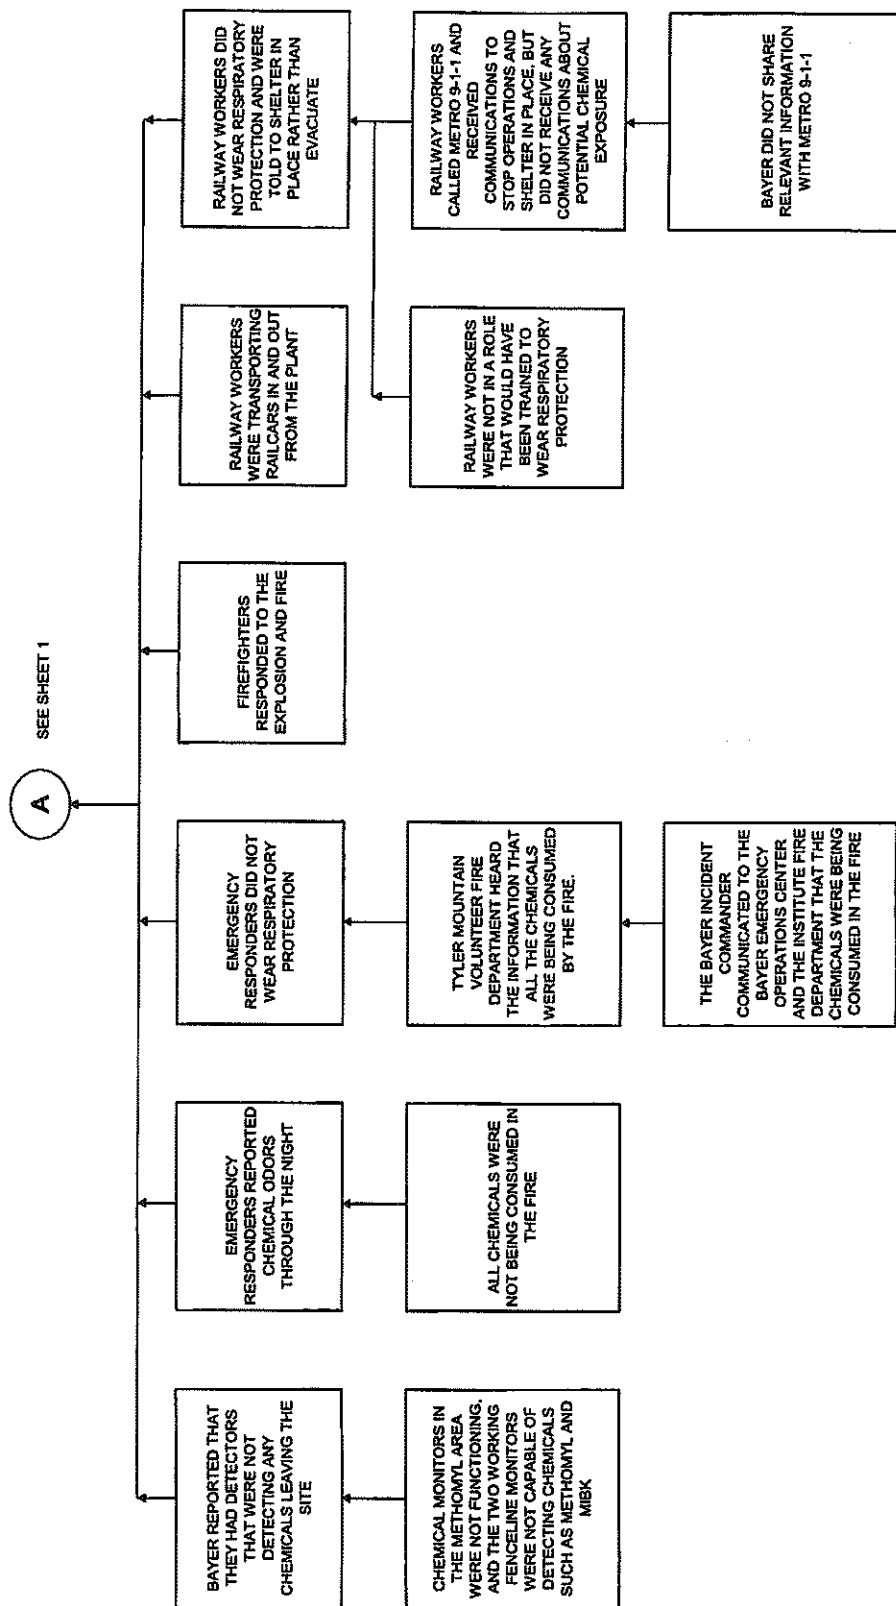 A
SEE SHEET 1
BAYER REPORTED THAT
THEY HAD DETECTORS
THAT WERE NOT
DETECTING ANY
CHEMICALS LEAVING THE
SITE
EMERGENCY
RESPONDERS REPORTED
CHEMICAL ODORS
THROUGH THE NIGHT
EMERGENCY
RESPONDERS DID NOT
WEAR RESPIRATORY
PROTECTION
FIREFIGHTERS
RESPONDED TO THE
EXPLOSION AND FIRE
RAILWAY WORKERS
WERE TRANSPORTING
RAILCARS IN AND OUT
FROM THE PLANT
RAILWAY WORKERS DID
NOT WEAR RESPIRATORY
PROTECTION AND WERE
TOLD TO SHELTER IN
PLACE RATHER THAN
EVACUATE
CHEMICAL MONITORS IN
THE METHOMYL AREA
WERE NOT FUNCTIONING,
AND THE TWO WORKING
FENCELINE MONITORS
WERE NOT CAPABLE OF
DETECTING CHEMICALS
SUCH AS METHOMYL AND
MIBK
ALL CHEMICALS WERE
NOT BEING CONSUMED IN
THE FIRE
TYLER MOUNTAIN
VOLUNTEER FIRE
DEPARTMENT HEARD
THE INFORMATION THAT
ALL THE CHEMICALS
WERE BEING CONSUMED
BY THE FIRE.
RAILWAY WORKERS
WERE NOT IN A ROLE
THAT WOULD HAVE
BEEN TRAINED TO
WEAR RESPIRATORY
PROTECTION
RAILWAY WORKERS
CALLED METRO 9-1-1 AND
RECEIVED
COMMUNICATIONS TO
STOP OPERATIONS AND
SHELTER IN PLACE, BUT
DID NOT RECEIVE ANY
COMMUNICATIONS ABOUT
POTENTIAL CHEMICAL
EXPOSURE
THE BAYER INCIDENT
COMMANDER
COMMUNICATED TO THE
BAYER EMERGENCY
OPERATIONS CENTER
AND THE INSTITUTE FIRE
DEPARTMENT THAT THE
CHEMICALS WERE BEING
CONSUMED IN THE FIRE
BAYER DID NOT SHARE
RELEVANT INFORMATION
WITH METRO 9-1-1